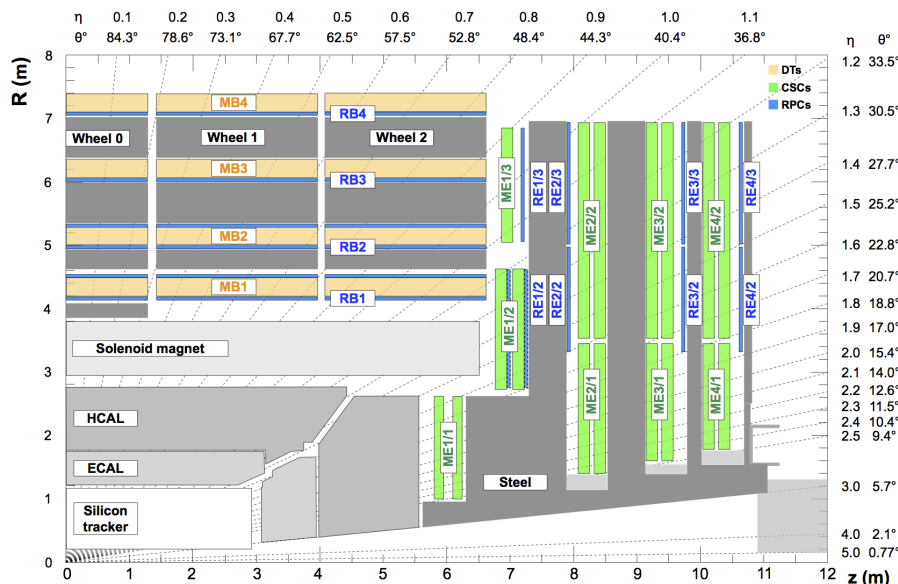 η 0.1 0.2 0.3 0.4 0.5 0.6 0.7 0.8 0.9 1.0 1.1
θ° 84.3° 78.6° 73.1° 67.7° 62.5° 57.5° 52.8° 48.4° 44.3° 40.4° 36.8° η θ°
R (m)
8
7
6
5
4
3
2
1
0
1.2 33.5°
1.3 30.5°
1.4 27.7°
1.5 25.2°
1.6 22.8°
1.7 20.7°
1.8 18.8°
1.9 17.0°
2.0 15.4°
2.1 14.0°
2.2 12.6°
2.3 11.5°
2.4 10.4°
2.5 9.4°
3.0 5.7°
4.0 2.1°
5.0 0.77°
DTs
CSCs
RPCs
MB4
RB4
Wheel 0 Wheel 1 Wheel 2
MB3
RB3
MB2
RB2
MB1
RB1
Solenoid magnet
HCAL
ECAL
Silicon
tracker
Steel
ME1/3
RE1/3
RE2/3
ME2/2
ME3/2
RE3/3
ME4/2
RE4/3
ME1/2
RE1/2
RE2/2
RE3/2
RE4/2
ME1/1
ME2/1
ME3/1
ME4/1
0 1 2 3 4 5 6 7 8 9 10 11 12
z (m)